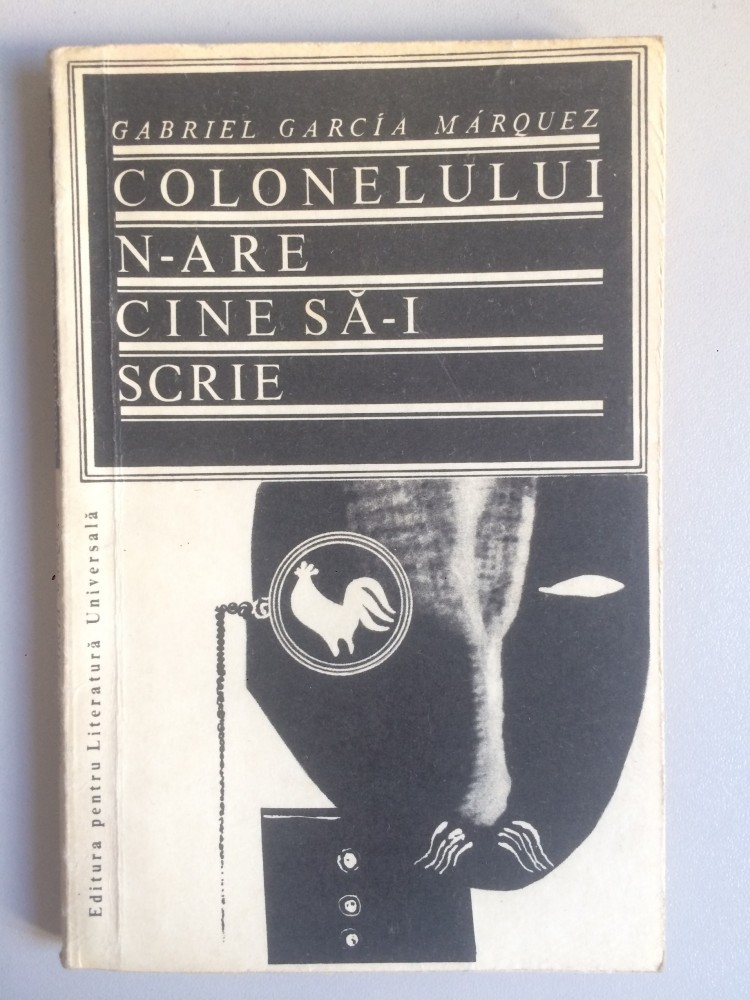 GABRIEL GARCÍA MÁRQUEZ
COLONELULUI
N-ARE
CINE SĂ-I
SCRIE
Editura pentru Literatură Universală